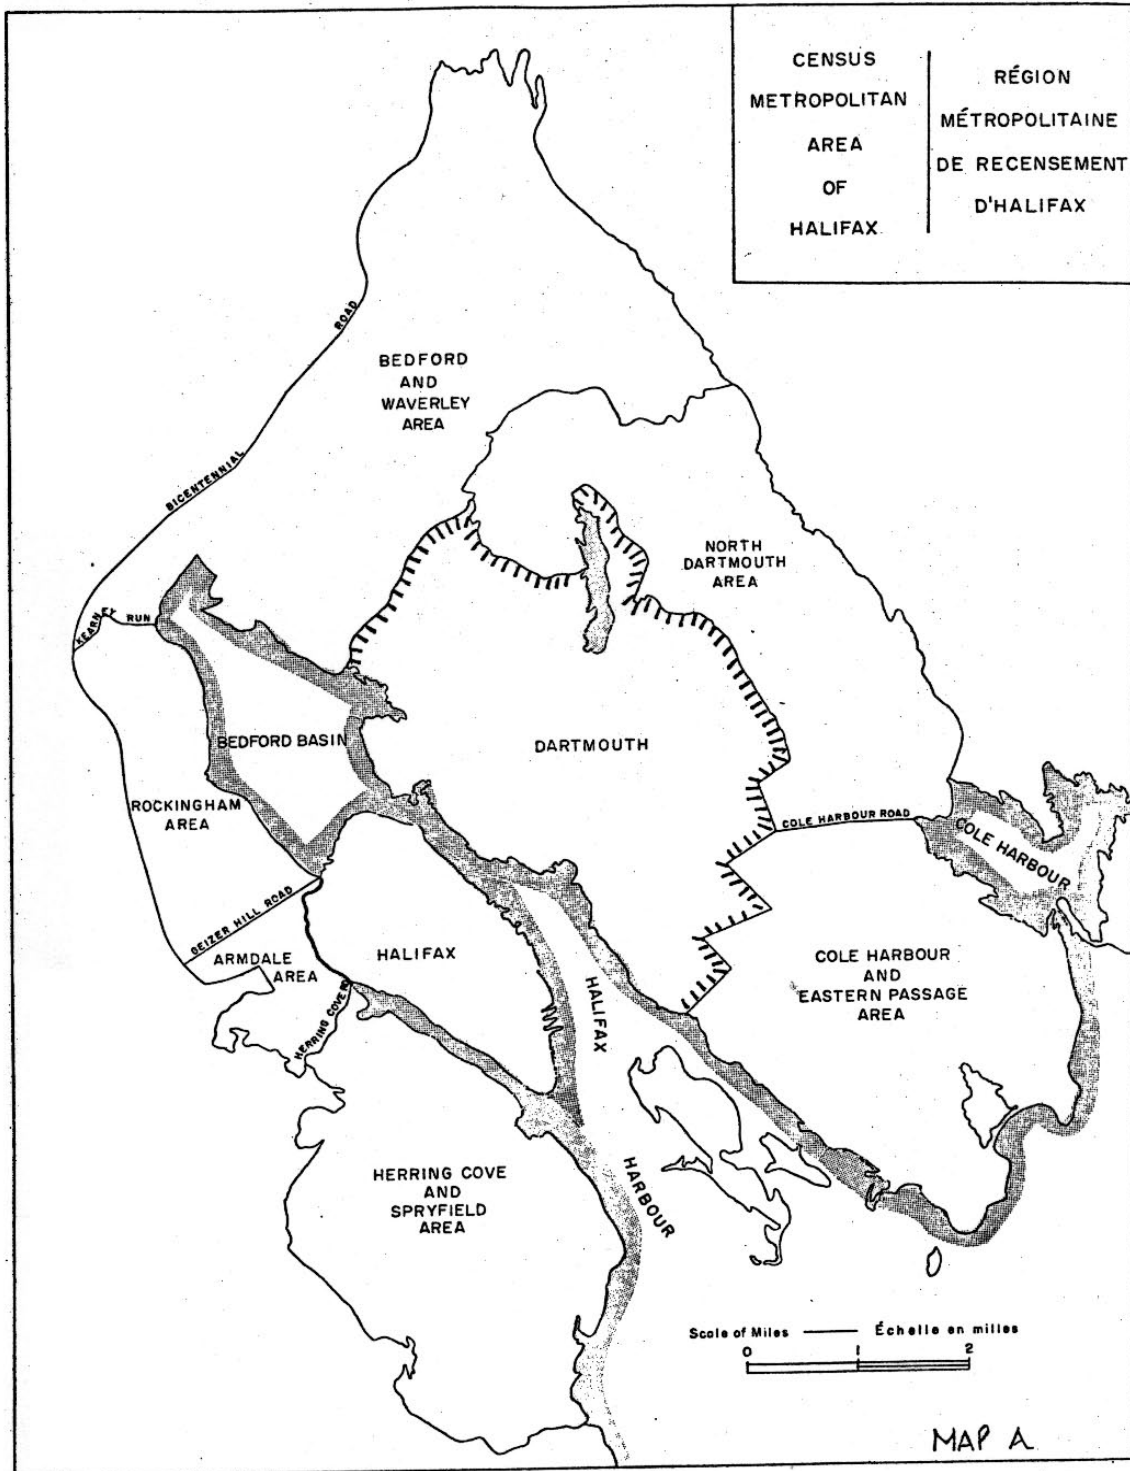 CENSUS
METROPOLITAN
AREA
OF
HALIFAX
RÉGION
MÉTROPOLITAINE
DE RECENSEMENT
D'HALIFAX
BICENTENNIAL ROAD
BEDFORD
AND
WAVERLEY
AREA
NORTH
DARTMOUTH
AREA
KEARNEY RUN
BEDFORD BASIN
DARTMOUTH
ROCKINGHAM
AREA
COLE HARBOUR ROAD
COLE HARBOUR
GEIZER HILL ROAD
ARMDALE
AREA
HALIFAX
HALIFAX
HARBOUR
COLE HARBOUR
AND
EASTERN PASSAGE
AREA
HERRING COVE
HERRING COVE
AND
SPRYFIELD
AREA
Scale of Miles Échelle en milles
0 1 2
MAP A